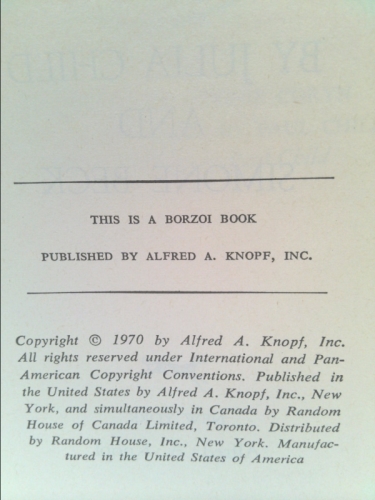 THIS IS A BORZOI BOOK
PUBLISHED BY ALFRED A. KNOPF, INC.
Copyright © 1970 by Alfred A. Knopf, Inc.
All rights reserved under International and Pan-
American Copyright Conventions. Published in
the United States by Alfred A. Knopf, Inc., New
York, and simultaneously in Canada by Random
House of Canada Limited, Toronto. Distributed
by Random House, Inc., New York. Manufac-
tured in the United States of America